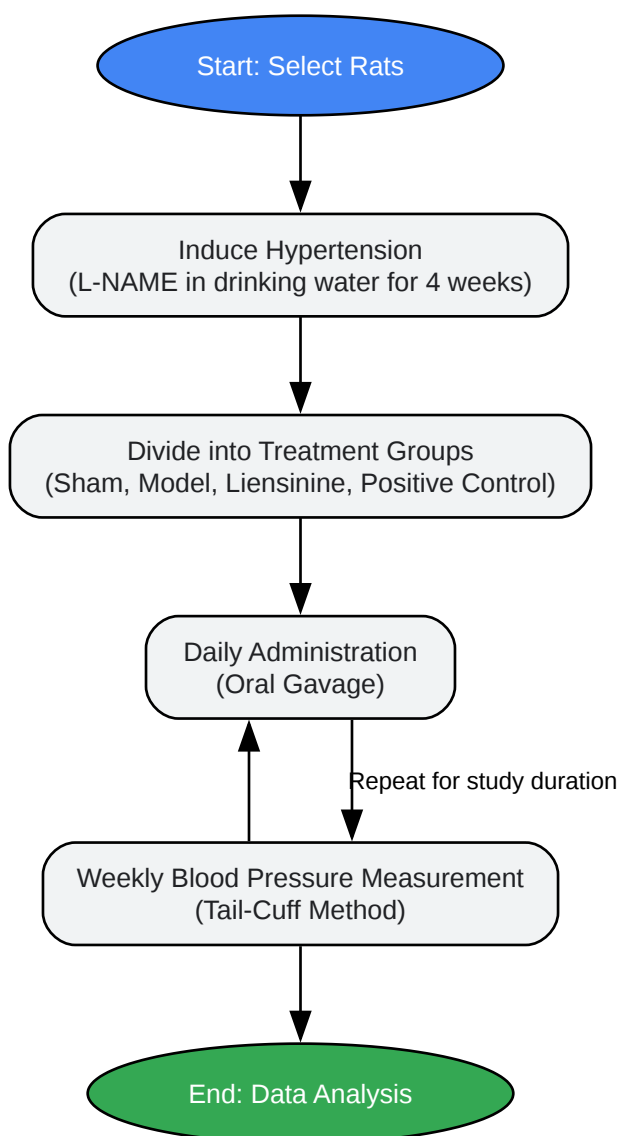 Start: Select Rats
Induce Hypertension
(L-NAME in drinking water for 4 weeks)
Divide into Treatment Groups
(Sham, Model, Liensinine, Positive Control)
Daily Administration
(Oral Gavage)
Repeat for study duration
Weekly Blood Pressure Measurement
(Tail-Cuff Method)
End: Data Analysis